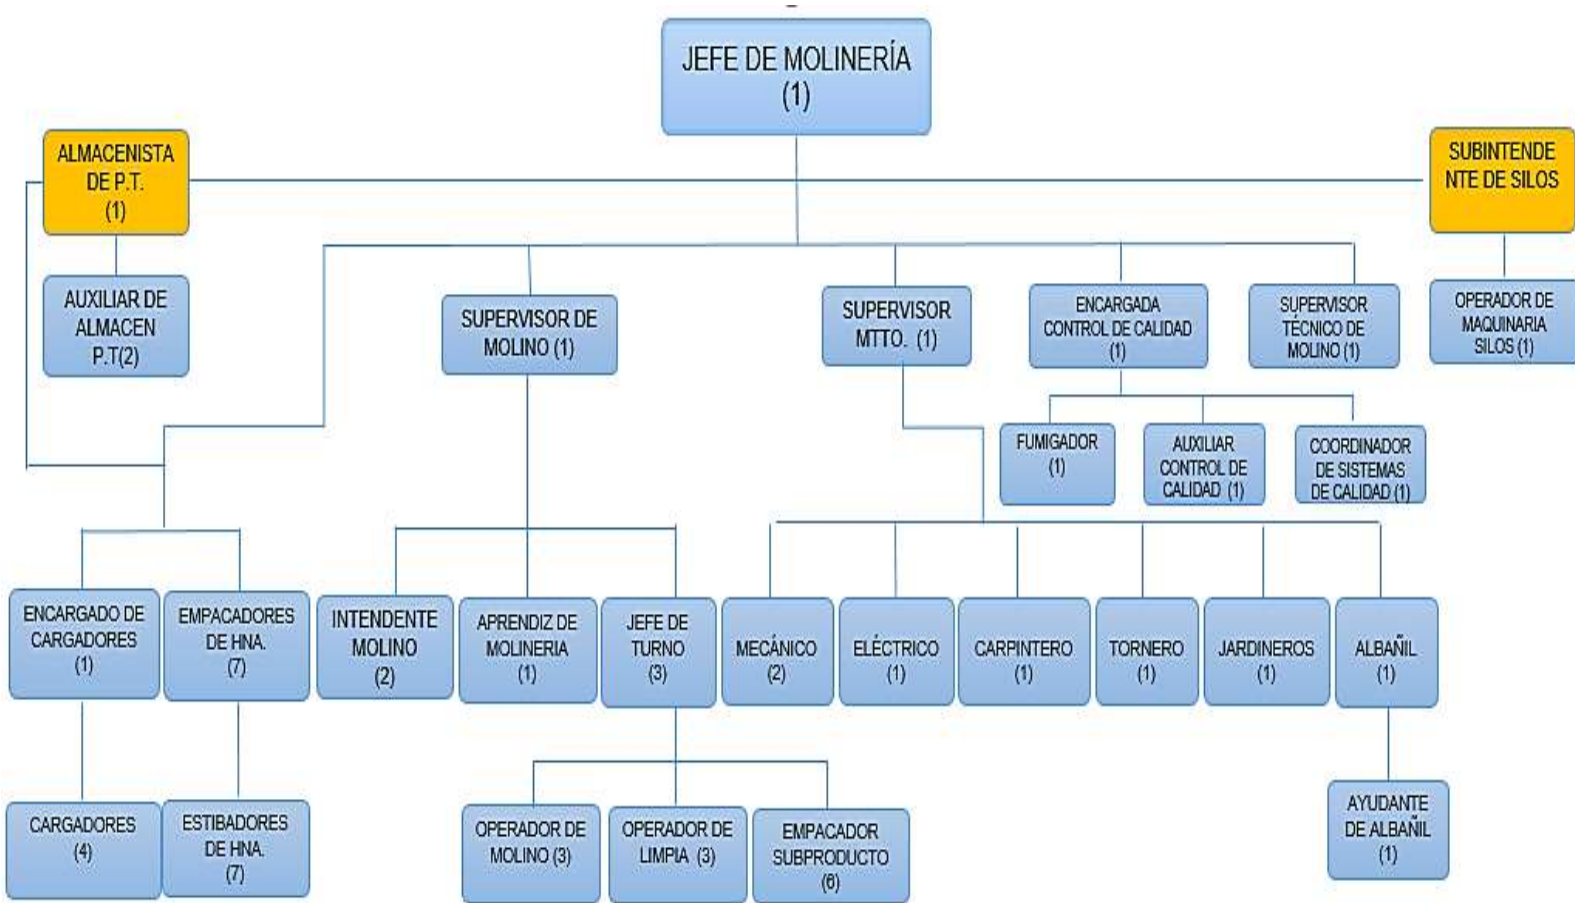 JEFE DE MOLINERÍA
(1)
ALMACENISTA
DE P.T.
(1)
SUBINTENDE
NTE DE SILOS
AUXILIAR DE
ALMACEN
P.T(2)
SUPERVISOR DE
MOLINO (1)
SUPERVISOR
MTTO. (1)
ENCARGADA
CONTROL DE CALIDAD
(1)
SUPERVISOR
TÉCNICO DE
MOLINO (1)
OPERADOR DE
MAQUINARIA
SILOS (1)
FUMIGADOR
(1)
AUXILIAR
CONTROL DE
CALIDAD (1)
COORDINADOR
DE SISTEMAS
DE CALIDAD (1)
ENCARGADO DE
CARGADORES
(1)
EMPACADORES
DE HNA.
(7)
INTENDENTE
MOLINO
(2)
APRENDIZ DE
MOLINERIA
(1)
JEFE DE
TURNO
(3)
MECÁNICO
(2)
ELÉCTRICO
(1)
CARPINTERO
(1)
TORNERO
(1)
JARDINEROS
(1)
ALBAÑIL
(1)
CARGADORES
(4)
ESTIBADORES
DE HNA.
(7)
OPERADOR DE
MOLINO (3)
OPERADOR DE
LIMPIA (3)
EMPACADOR
SUBPRODUCTO
(6)
AYUDANTE
DE ALBAÑIL
(1)